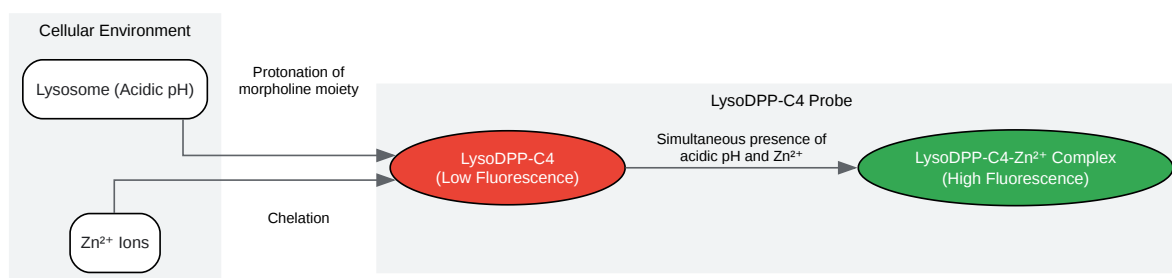 Cellular Environment
Lysosome (Acidic pH)
Zn²⁺ Ions
Protonation of
morpholine moiety
Chelation
LysoDPP-C4 Probe
LysoDPP-C4
(Low Fluorescence)
Simultaneous presence of
acidic pH and Zn²⁺
LysoDPP-C4-Zn²⁺ Complex
(High Fluorescence)